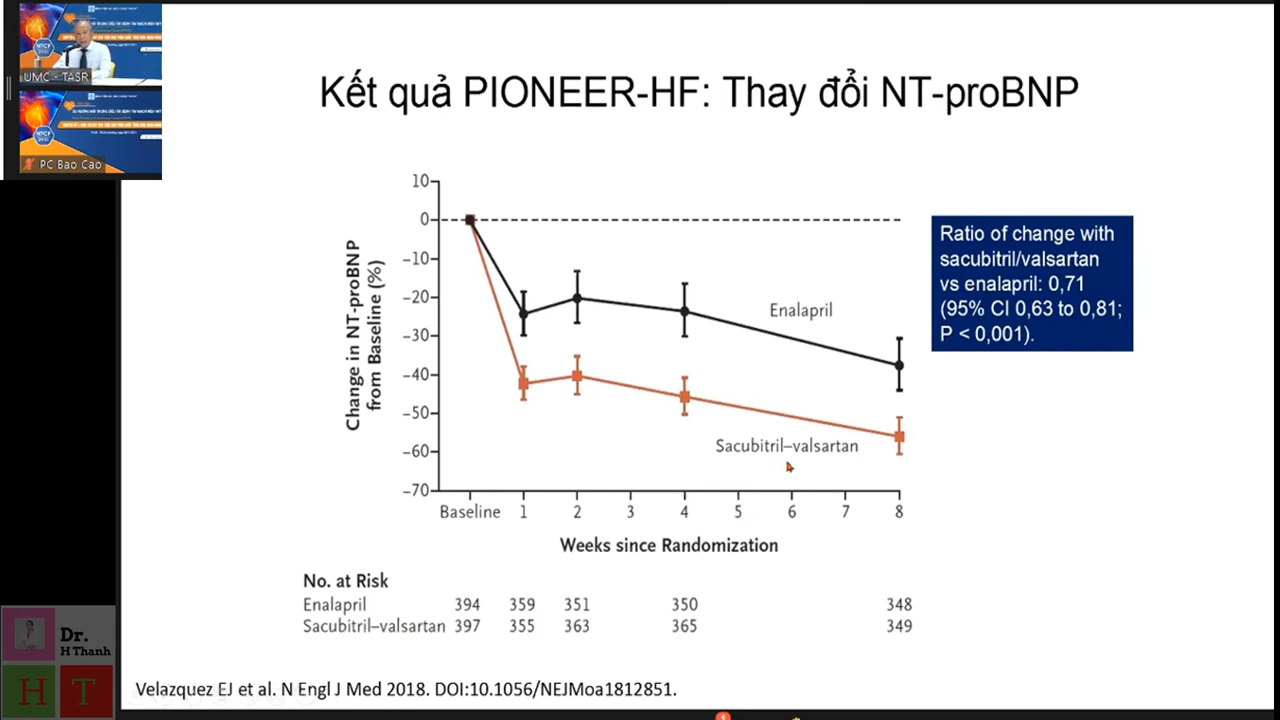 UMC - TASR
PC Bao Cao
Kết quả PIONEER-HF: Thay đổi NT-proBNP
Change in NT-proBNP
from Baseline (%)
10
0
−10
−20
−30
−40
−50
−60
−70
Enalapril
Sacubitril–valsartan
Baseline 1 2 3 4 5 6 7 8
Weeks since Randomization
Ratio of change with
sacubitril/valsartan
vs enalapril: 0,71
(95% CI 0,63 to 0,81;
P < 0,001).
No. at Risk
Enalapril 394 359 351 350 348
Sacubitril–valsartan 397 355 363 365 349
Dr.
H Thanh
H T
Velazquez EJ et al. N Engl J Med 2018. DOI:10.1056/NEJMoa1812851.